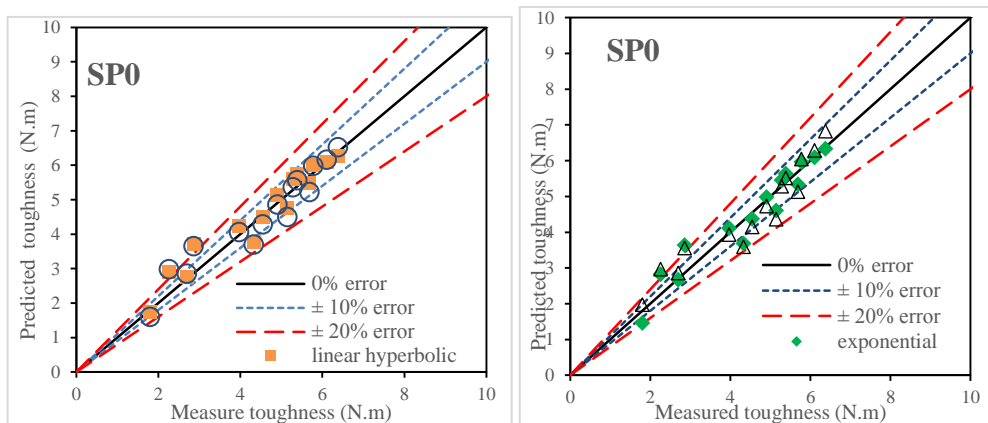 SP0
Predicted toughness (N.m)
10
9
8
7
6
5
4
3
2
1
0
0% error
± 10% error
± 20% error
linear hyperbolic
0 2 4 6 8 10
Measure toughness (N.m)
SP0
Predicted toughness (N.m)
10
9
8
7
6
5
4
3
2
1
0
0% error
± 10% error
± 20% error
exponential
0 2 4 6 8 10
Measured toughness (N.m)